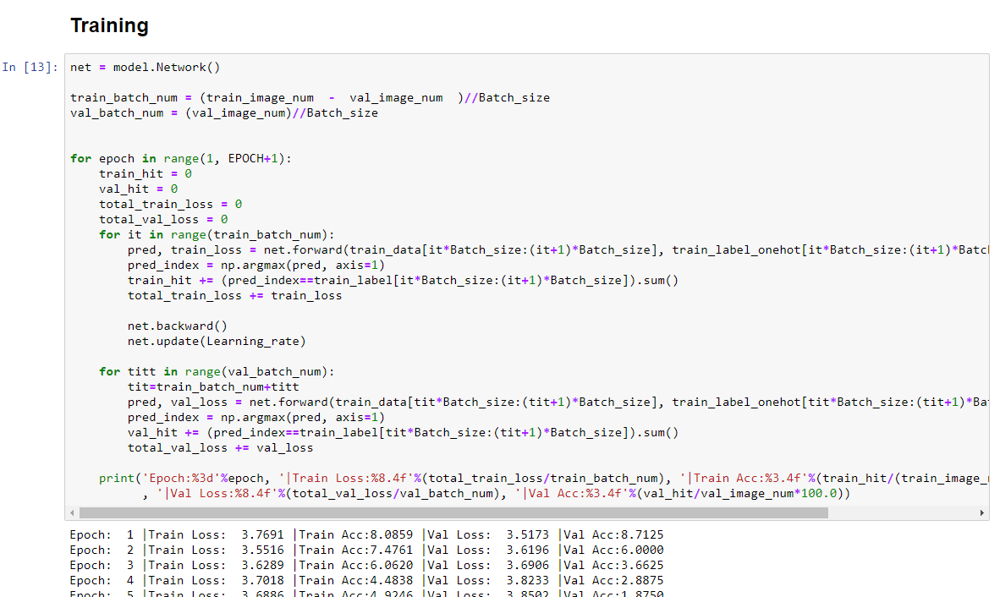 Training
In [13]:
net = model.Network()
train_batch_num = (train_image_num  -  val_image_num  )//Batch_size
val_batch_num = (val_image_num)//Batch_size
for epoch in range(1, EPOCH+1):
    train_hit = 0
    val_hit = 0
    total_train_loss = 0
    total_val_loss = 0
    for it in range(train_batch_num):
        pred, train_loss = net.forward(train_data[it*Batch_size:(it+1)*Batch_size], train_label_onehot[it*Batch_size:(it+1)*Batc
        pred_index = np.argmax(pred, axis=1)
        train_hit += (pred_index==train_label[it*Batch_size:(it+1)*Batch_size]).sum()
        total_train_loss += train_loss
        net.backward()
        net.update(Learning_rate)
    for titt in range(val_batch_num):
        tit=train_batch_num+titt
        pred, val_loss = net.forward(train_data[tit*Batch_size:(tit+1)*Batch_size], train_label_onehot[tit*Batch_size:(tit+1)*Ba
        pred_index = np.argmax(pred, axis=1)
        val_hit += (pred_index==train_label[tit*Batch_size:(tit+1)*Batch_size]).sum()
        total_val_loss += val_loss
    print('Epoch:%3d'%epoch, '|Train Loss:%8.4f'%(total_train_loss/train_batch_num), '|Train Acc:%3.4f'%(train_hit/(train_image_
          , '|Val Loss:%8.4f'%(total_val_loss/val_batch_num), '|Val Acc:%3.4f'%(val_hit/val_image_num*100.0))
Epoch:  1 |Train Loss:  3.7691 |Train Acc:8.0859 |Val Loss:  3.5173 |Val Acc:8.7125
Epoch:  2 |Train Loss:  3.5516 |Train Acc:7.4761 |Val Loss:  3.6196 |Val Acc:6.0000
Epoch:  3 |Train Loss:  3.6289 |Train Acc:6.0620 |Val Loss:  3.6906 |Val Acc:3.6625
Epoch:  4 |Train Loss:  3.7018 |Train Acc:4.4838 |Val Loss:  3.8233 |Val Acc:2.8875
Epoch:  5 |Train Loss:  3.6886 |Train Acc:4.9246 |Val Loss:  3.8502 |Val Acc:1.8750